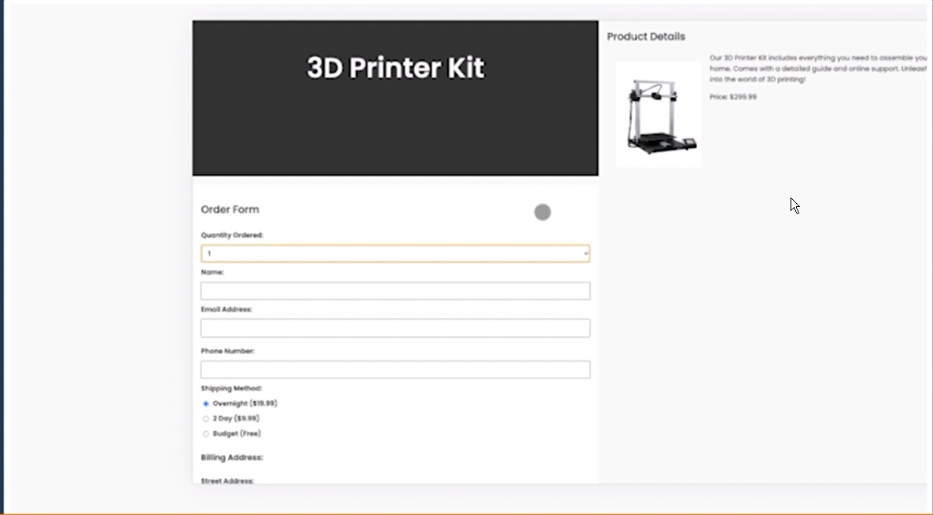 3D Printer Kit
Product Details
Our 3D Printer Kit includes everything you need to assemble you
home. Comes with a detailed guide and online support. Unleas
into the world of 3D printing!
Price: $299.99
Order Form
Quantity Ordered:
1
Name:
Email Address:
Phone Number:
Shipping Method:
Overnight ($19.99)
2 Day ($9.99)
Budget (Free)
Billing Address:
Street Address: